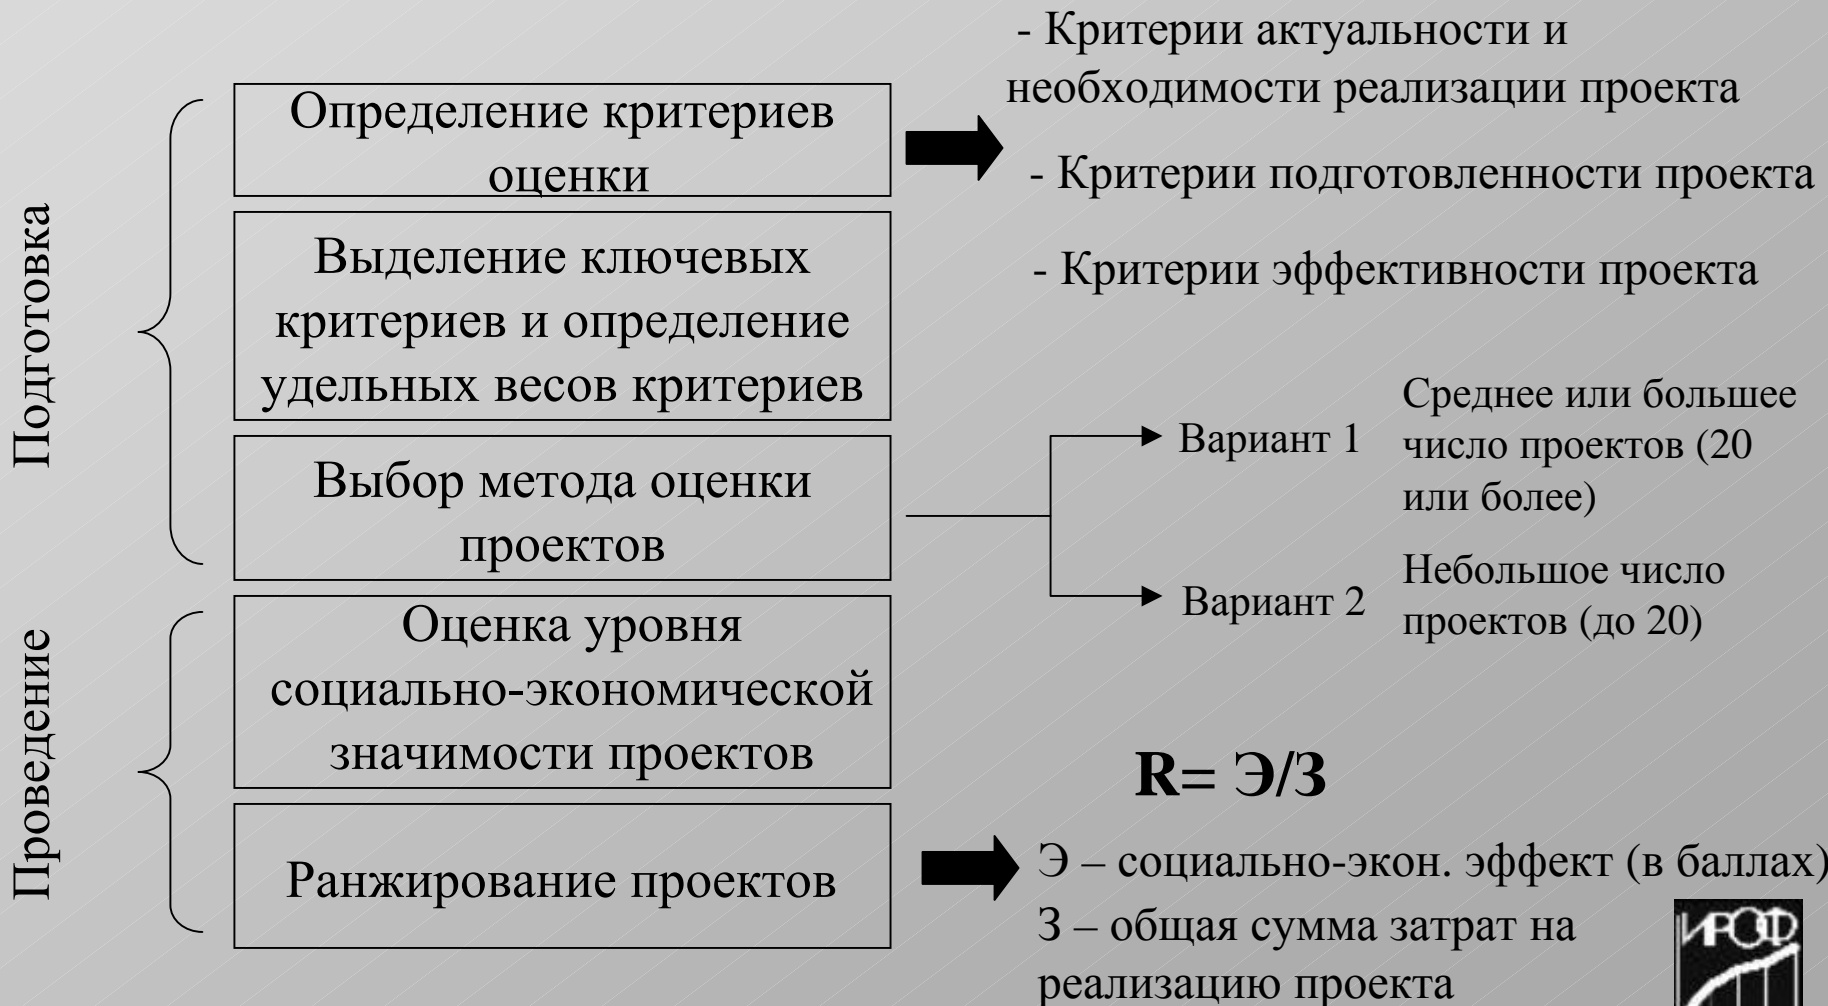 Подготовка
Определение критериев
оценки
Выделение ключевых
критериев и определение
удельных весов критериев
Выбор метода оценки
проектов
- Критерии актуальности и
необходимости реализации проекта
- Критерии подготовленности проекта
- Критерии эффективности проекта
Вариант 1
Среднее или большее
число проектов (20
или более)
Вариант 2
Небольшое число
проектов (до 20)
Проведение
Оценка уровня
социально-экономической
значимости проектов
Ранжирование проектов
R= Э/З
Э – социально-экон. эффект (в баллах)
З – общая сумма затрат на
реализацию проекта
ИРОФ